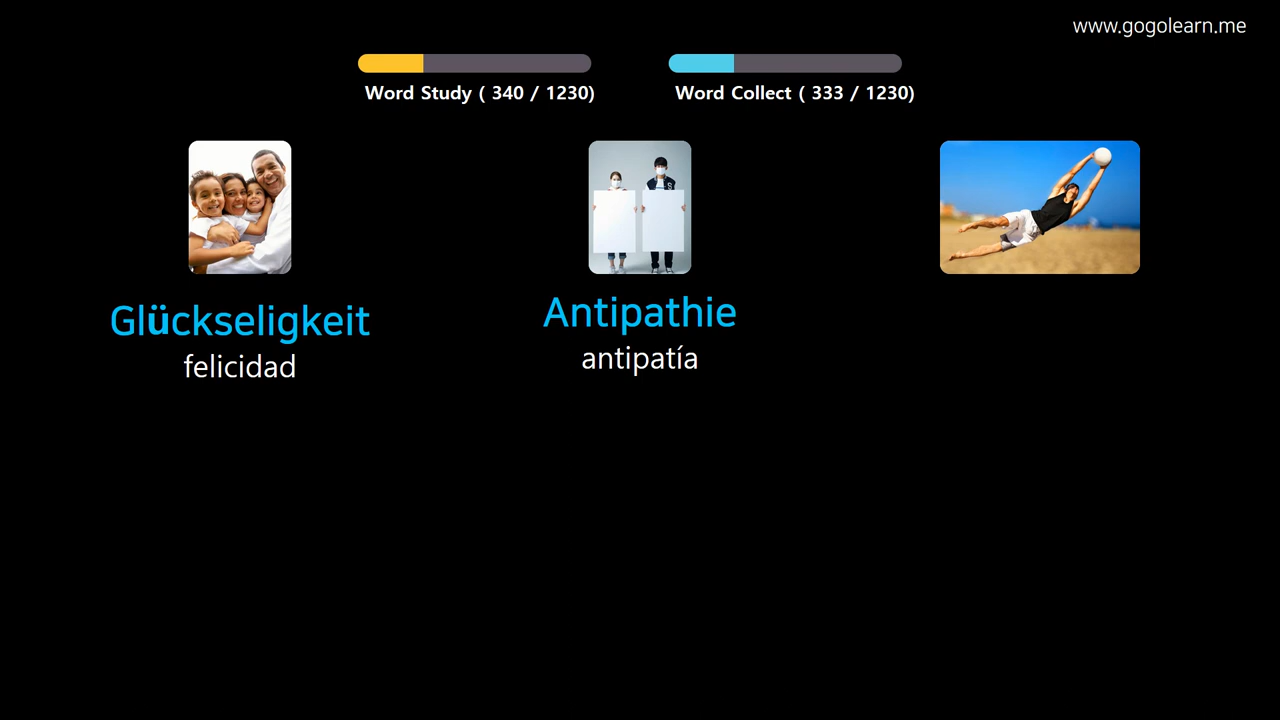 www.gogolearn.me
Word Study ( 340 / 1230)
Word Collect ( 333 / 1230)
Glückseligkeit
felicidad
Antipathie
antipatía